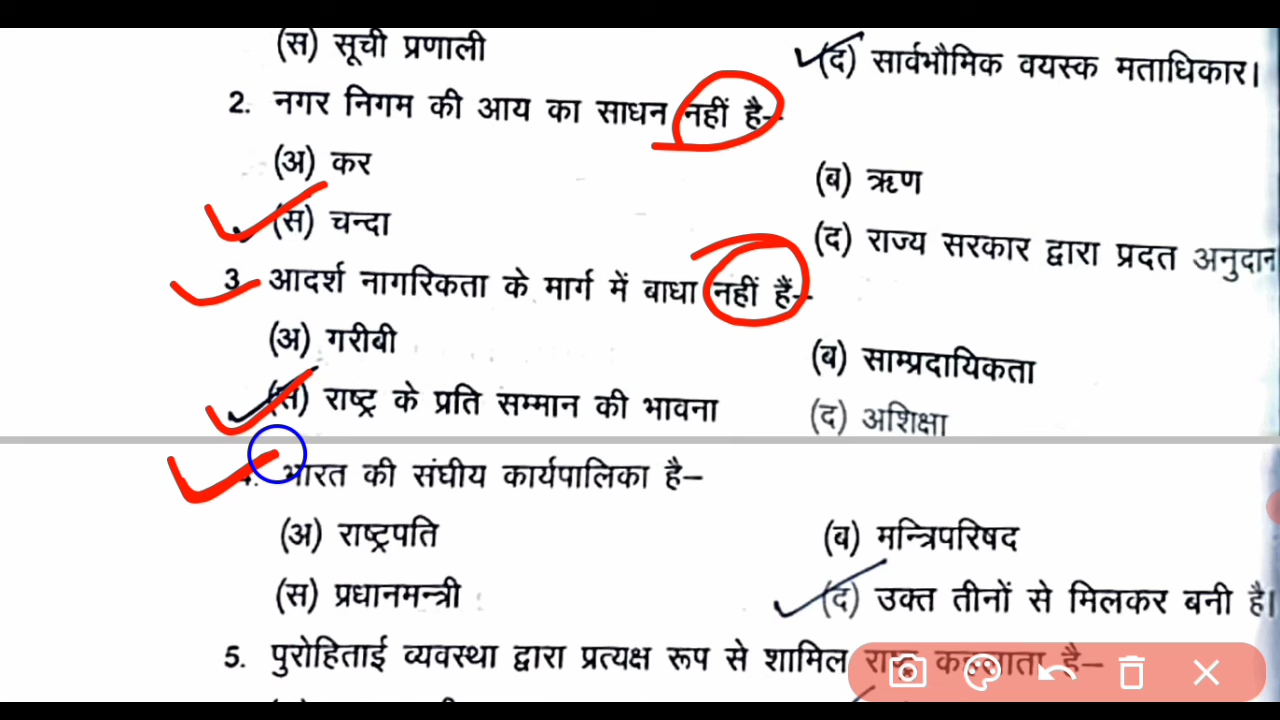 (स) सूची प्रणाली
(द) सार्वभौमिक वयस्क मताधिकार।
2. नगर निगम की आय का साधन नहीं है–
(अ) कर
(ब) ऋण
(स) चन्दा
(द) राज्य सरकार द्वारा प्रदत अनुदान
3. आदर्श नागरिकता के मार्ग में बाधा नहीं हैं–
(अ) गरीबी
(ब) साम्प्रदायिकता
(स) राष्ट्र के प्रति सम्मान की भावना
(द) अशिक्षा
4. भारत की संघीय कार्यपालिका है–
(अ) राष्ट्रपति
(ब) मन्त्रिपरिषद
(स) प्रधानमन्त्री
(द) उक्त तीनों से मिलकर बनी है।
5. पुरोहिताई व्यवस्था द्वारा प्रत्यक्ष रूप से शामिल राष्ट्र कहलाता है–